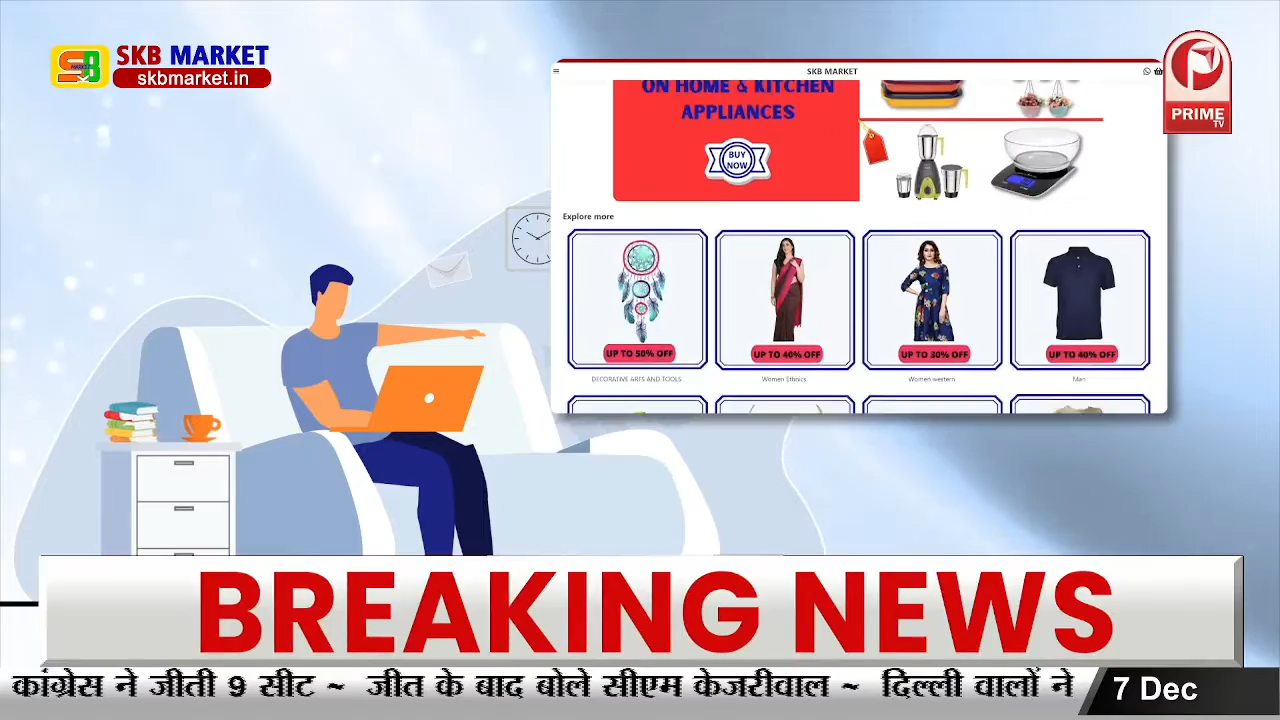 SKB MARKET
skbmarket.in
SKB MARKET
ON HOME & KITCHEN
APPLIANCES
BUY
NOW
PRIME
TV
Explore more
UP TO 50% OFF
UP TO 40% OFF
UP TO 30% OFF
UP TO 40% OFF
DECORATIVE ARTS AND TOOLS
Women Ethnics
Women western
Man
BREAKING NEWS
कांग्रेस ने जीती 9 सीट ~ जीत के बाद बोले सीएम केजरीवाल ~ दिल्ली वालों ने
7 Dec